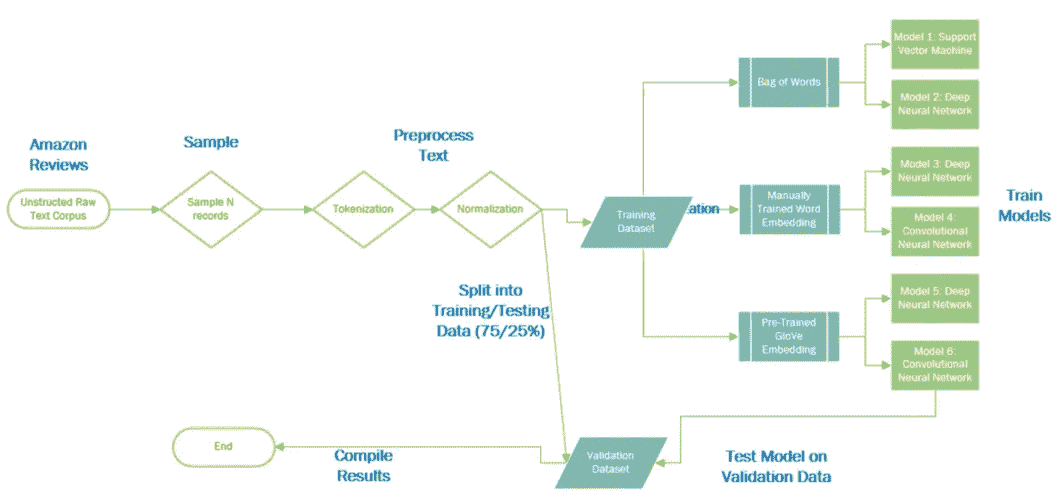 Amazon
Reviews
Unstructed Raw
Text Corpus
Sample
Sample N
records
Preprocess
Text
Tokenization
Normalization
Split into
Training/Testing
Data (75/25%)
Training
Dataset
ation
Bag of Words
Manually
Trained Word
Embedding
Pre-Trained
GloVe
Embedding
Model 1: Support
Vector Machine
Model 2: Deep
Neural Network
Model 3: Deep
Neural Network
Model 4:
Convolutional
Neural Network
Model 5: Deep
Neural Network
Model 6:
Convolutional
Neural Network
Train
Models
Test Model on
Validation Data
Validation
Dataset
Compile
Results
End